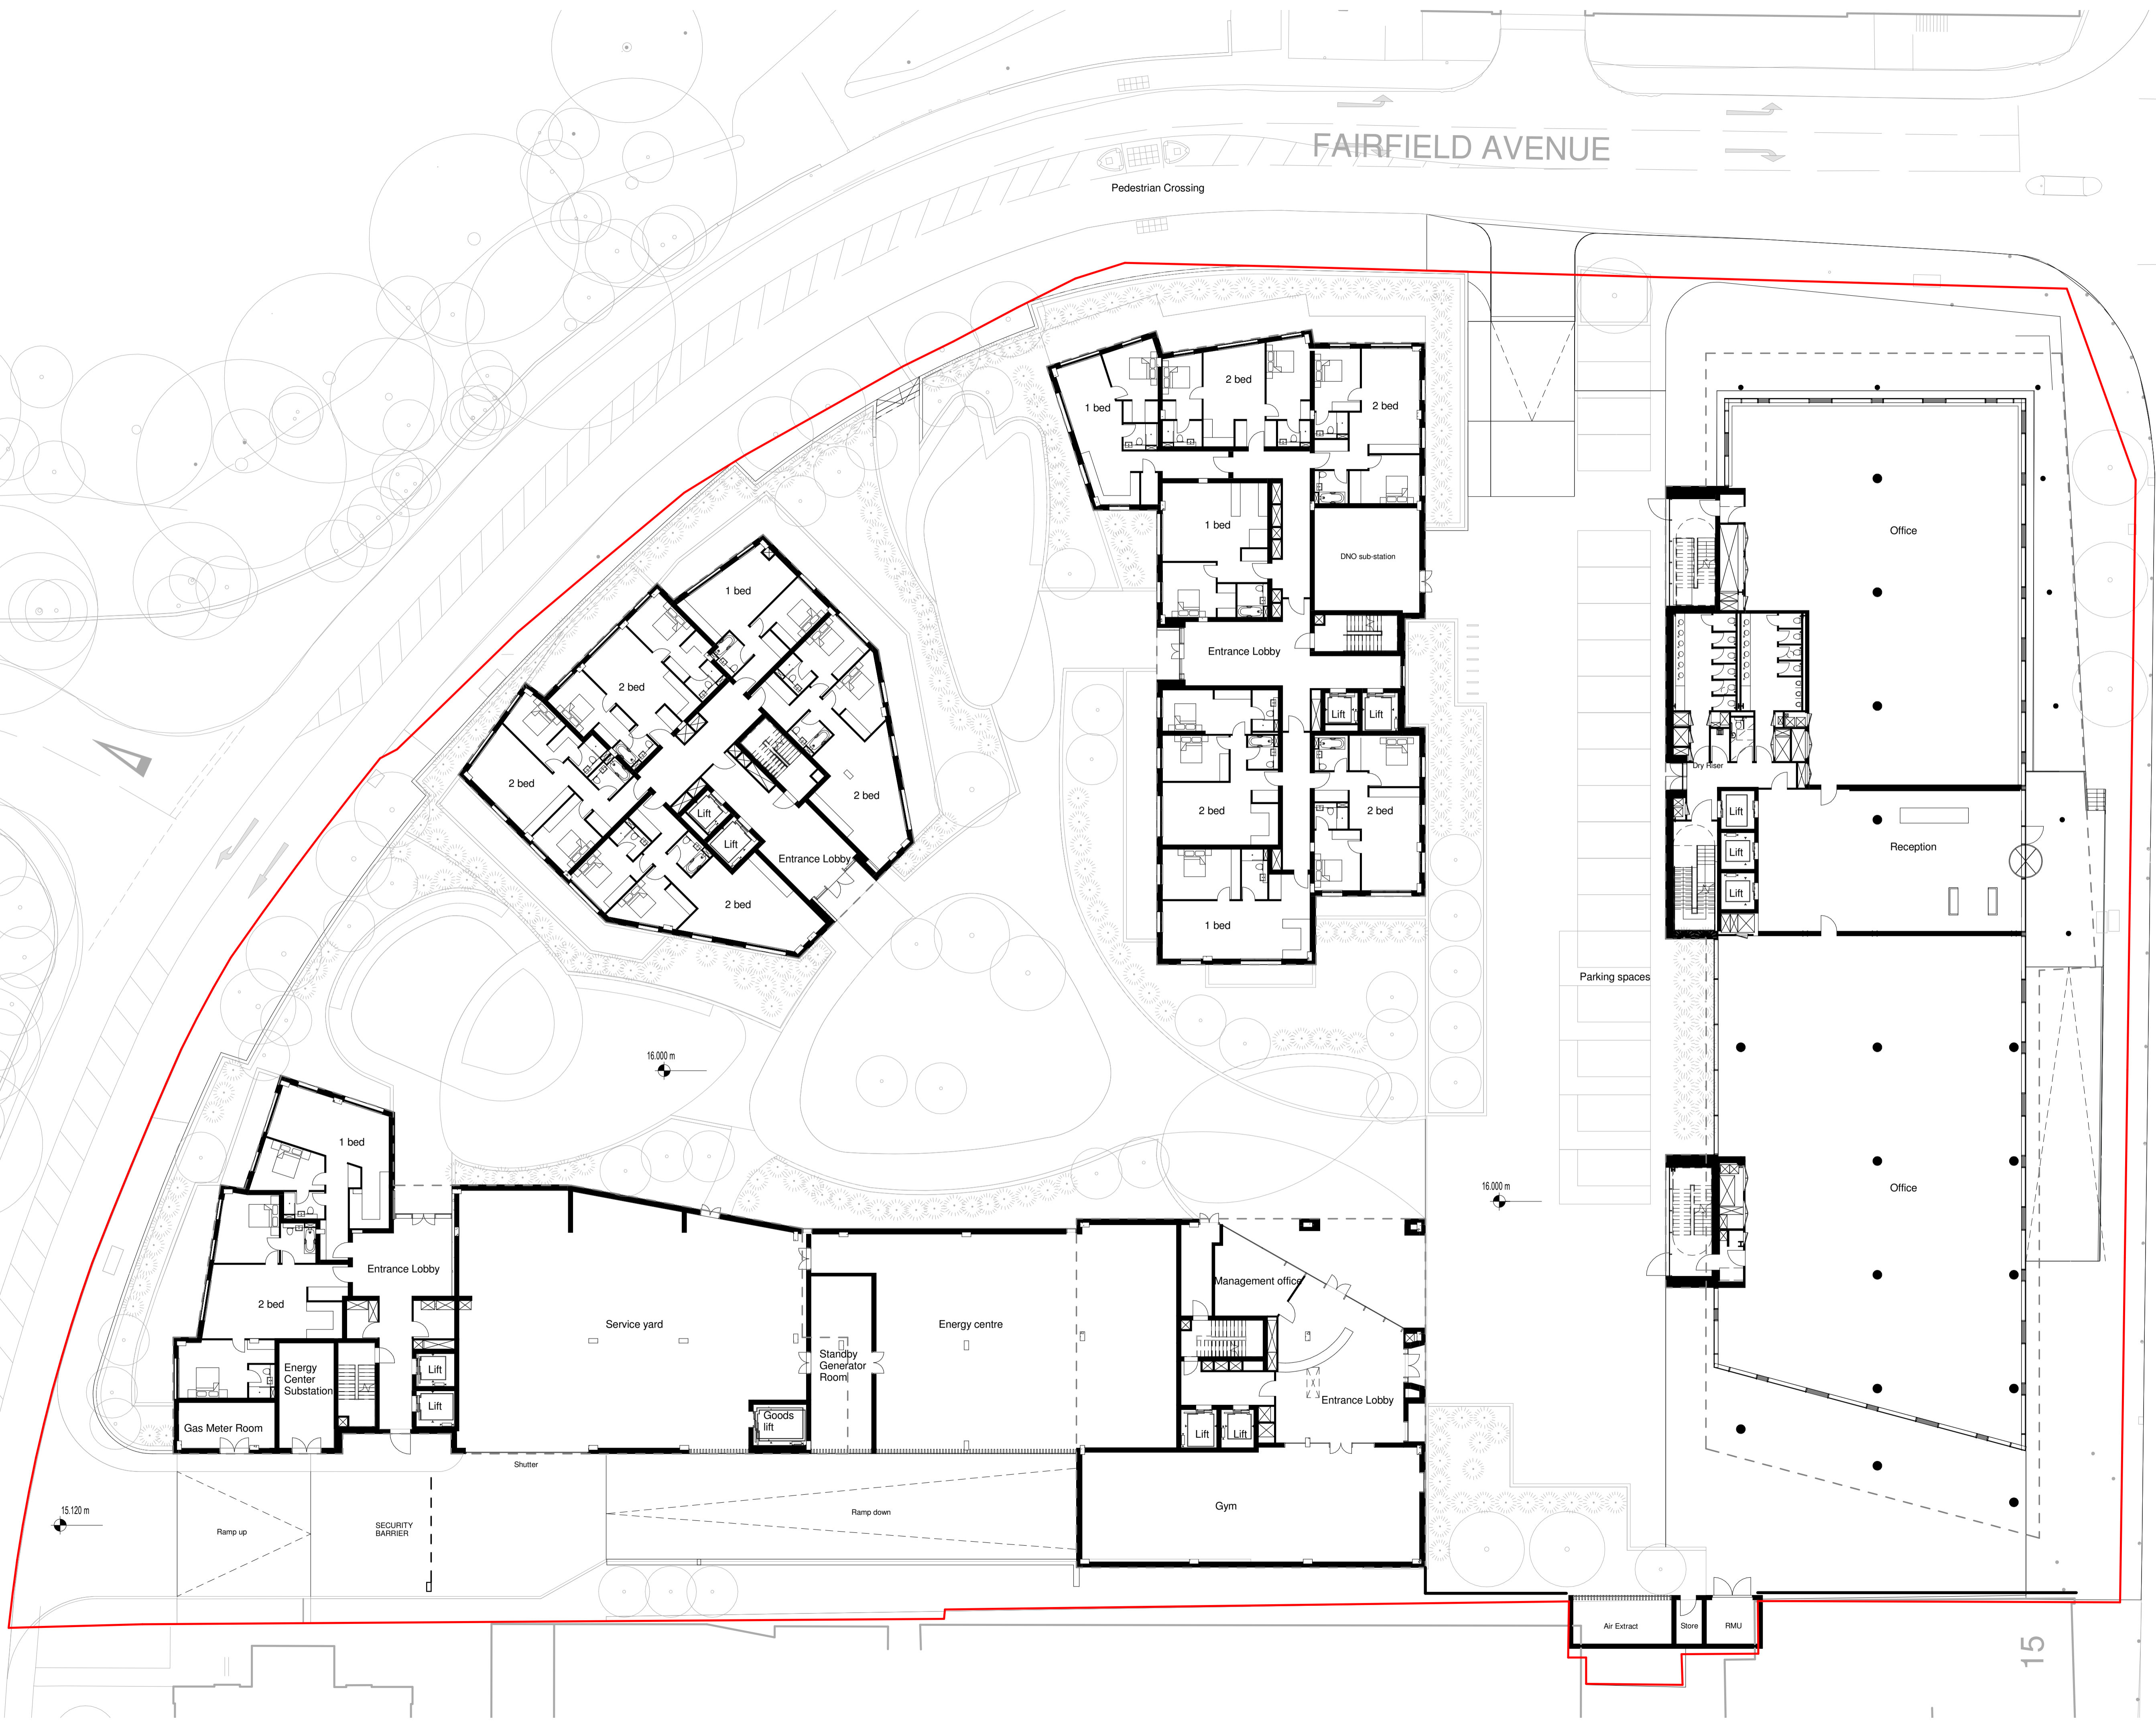 FAIRFIELD AVENUE
Pedestrian Crossing
2 bed
1 bed
2 bed
1 bed
DNO sub-station
Office
1 bed
2 bed
Entrance Lobby
Lift
Lift
2 bed
2 bed
Lift
Lift
2 bed
Entrance Lobby
2 bed
2 bed
2 bed
1 bed
Dry Riser
Lift
Lift
Lift
Reception
Parking spaces
16.000 m
1 bed
Entrance Lobby
2 bed
Energy
Center
Substation
Lift
Lift
Gas Meter Room
Service yard
Standby
Generator
Room
Goods
lift
Energy centre
Management office
Entrance Lobby
Lift
Lift
16.000 m
Office
Shutter
Gym
15.120 m
Ramp up
SECURITY
BARRIER
Ramp down
Air Extract
Store
RMU
15